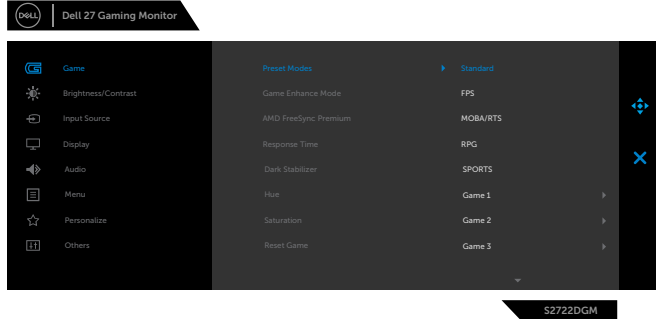 DELL Dell 27 Gaming Monitor
Game Preset Modes Standard
Brightness/Contrast Game Enhance Mode FPS
Input Source AMD FreeSync Premium MOBA/RTS
Display Response Time RPG
Audio Dark Stabilizer SPORTS
Menu Hue Game 1
Personalize Saturation Game 2
Others Reset Game Game 3
S2722DGM